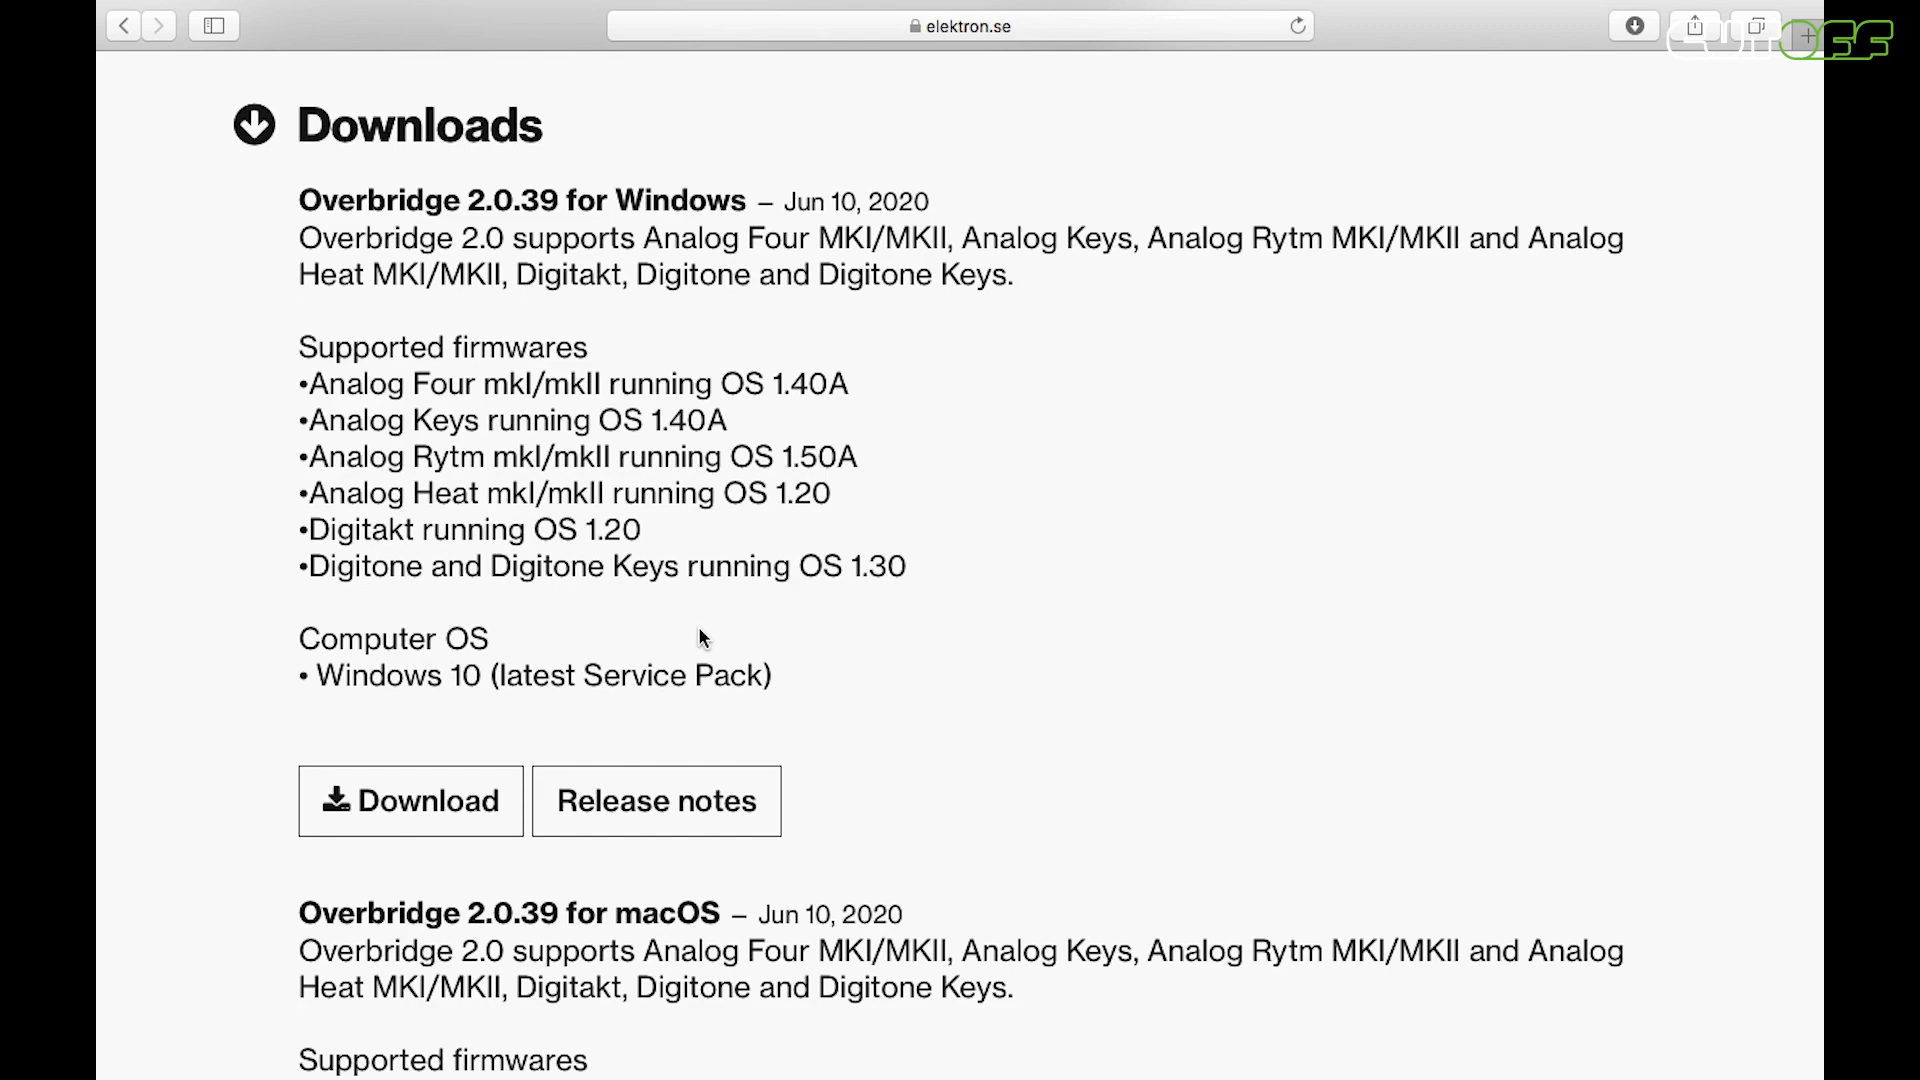 elektron.se
CUTOFF
Downloads
Overbridge 2.0.39 for Windows – Jun 10, 2020
Overbridge 2.0 supports Analog Four MKI/MKII, Analog Keys, Analog Rytm MKI/MKII and Analog
Heat MKI/MKII, Digitakt, Digitone and Digitone Keys.
Supported firmwares
•Analog Four mkI/mkII running OS 1.40A
•Analog Keys running OS 1.40A
•Analog Rytm mkI/mkII running OS 1.50A
•Analog Heat mkI/mkII running OS 1.20
•Digitakt running OS 1.20
•Digitone and Digitone Keys running OS 1.30
Computer OS
• Windows 10 (latest Service Pack)
Download
Release notes
Overbridge 2.0.39 for macOS – Jun 10, 2020
Overbridge 2.0 supports Analog Four MKI/MKII, Analog Keys, Analog Rytm MKI/MKII and Analog
Heat MKI/MKII, Digitakt, Digitone and Digitone Keys.
Supported firmwares